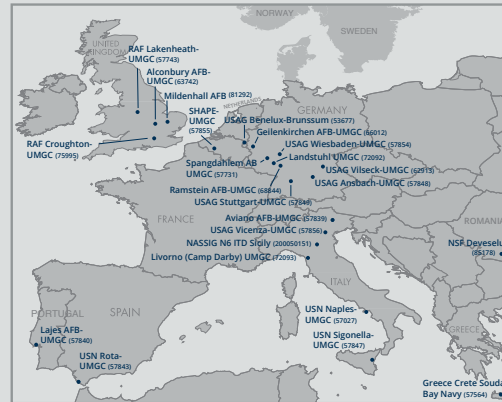 NORWAY
SWEDEN
UNITED
KINGDOM
RAF Lakenheath-
UMGC (57743)
Alconbury AFB-
UMGC (63742)
Mildenhall AFB (81292)
NETHERLANDS
SHAPE-
UMGC
(57855)
USAG Benelux-Brunssum (53677)
GERMANY
Geilenkirchen AFB-UMGC (66012)
USAG Wiesbaden-UMGC (57854)
RAF Croughton-
UMGC (75995)
Landstuhl UMGC (72092)
Spangdahlem AB
UMGC (57731)
USAG Vilseck-UMGC (62913)
USAG Ansbach-UMGC (57848)
Ramstein AFB-UMGC (68844)
USAG Stuttgart-UMGC (57849)
FRANCE
Aviano AFB-UMGC (57839)
USAG Vicenza-UMGC (57856)
NASSIG N6 ITD Sicily (200050151)
Livorno (Camp Darby) UMGC (72093)
ROMANIA
NSF Deveselu
(85178)
ITALY
PORTUGAL
SPAIN
USN Naples-
UMGC (57027)
Lajes AFB-
UMGC (57840)
USN Sigonella-
UMGC (57847)
GREECE
USN Rota-
UMGC (57843)
Greece Crete Souda
Bay Navy (57564)